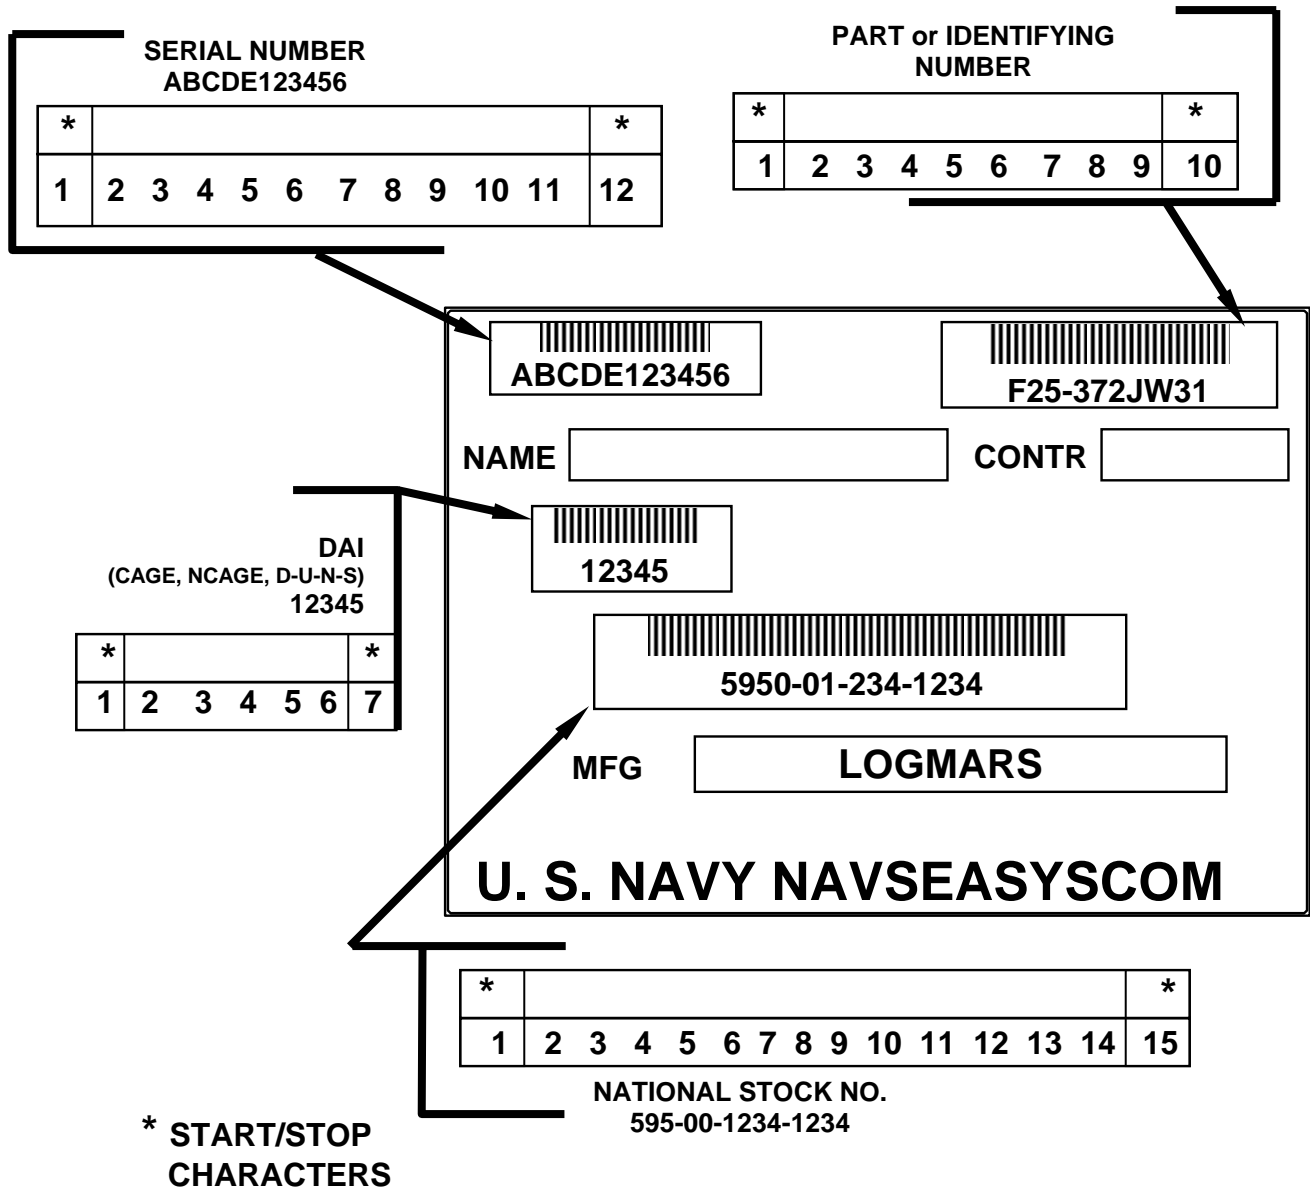 SERIAL NUMBER
ABCDE123456
* *
1 2 3 4 5 6 7 8 9 10 11 12
PART or IDENTIFYING
NUMBER
* *
1 2 3 4 5 6 7 8 9 10
ABCDE123456
F25-372JW31
NAME
CONTR
DAI
(CAGE, NCAGE, D-U-N-S)
12345
* *
1 2 3 4 5 6 7
12345
5950-01-234-1234
MFG LOGMARS
U. S. NAVY NAVSEASYSCOM
* *
1 2 3 4 5 6 7 8 9 10 11 12 13 14 15
NATIONAL STOCK NO.
595-00-1234-1234
* START/STOP
CHARACTERS